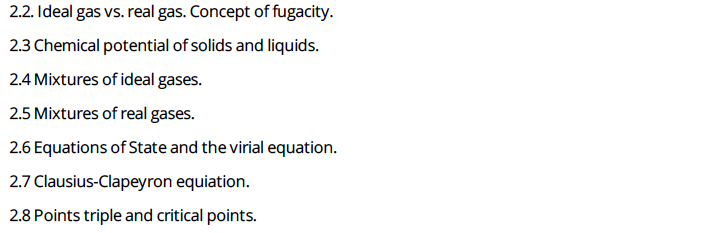 2.2. Ideal gas vs. real gas. Concept of fugacity.
2.3 Chemical potential of solids and liquids.
2.4 Mixtures of ideal gases.
2.5 Mixtures of real gases.
2.6 Equations of State and the virial equation.
2.7 Clausius-Clapeyron equiation.
2.8 Points triple and critical points.